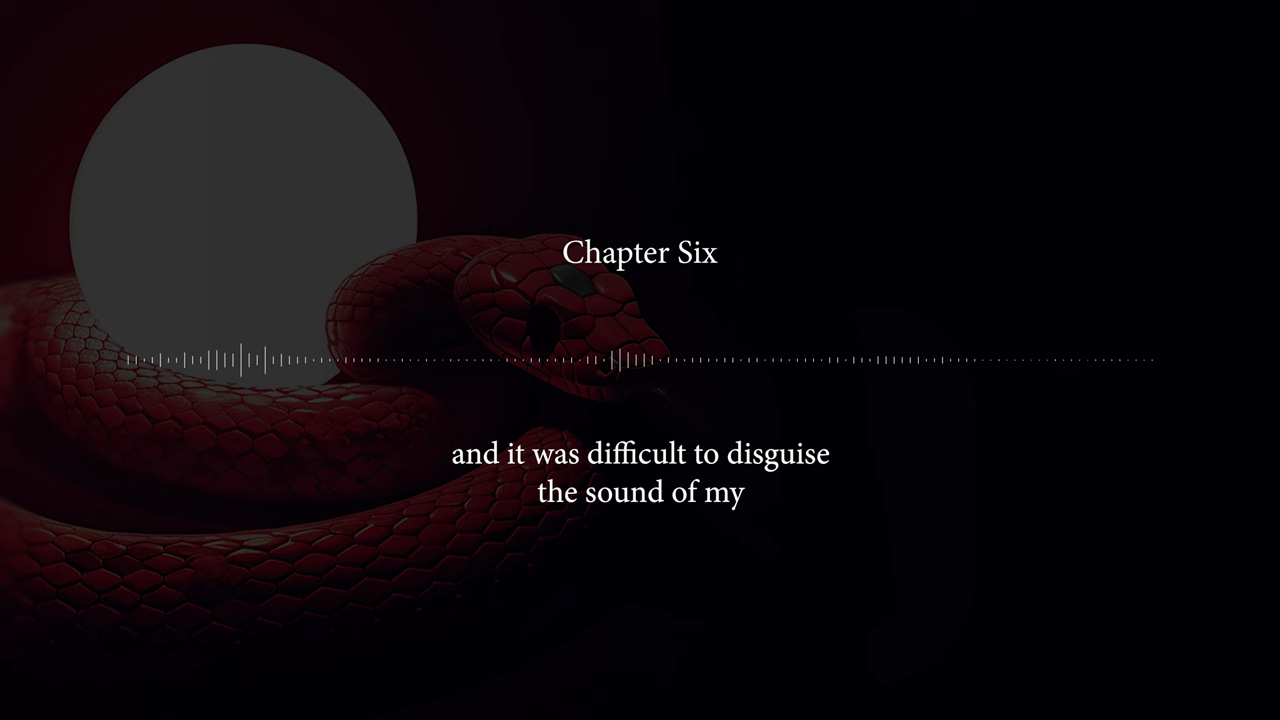 Chapter Six
and it was difficult to disguise
the sound of my